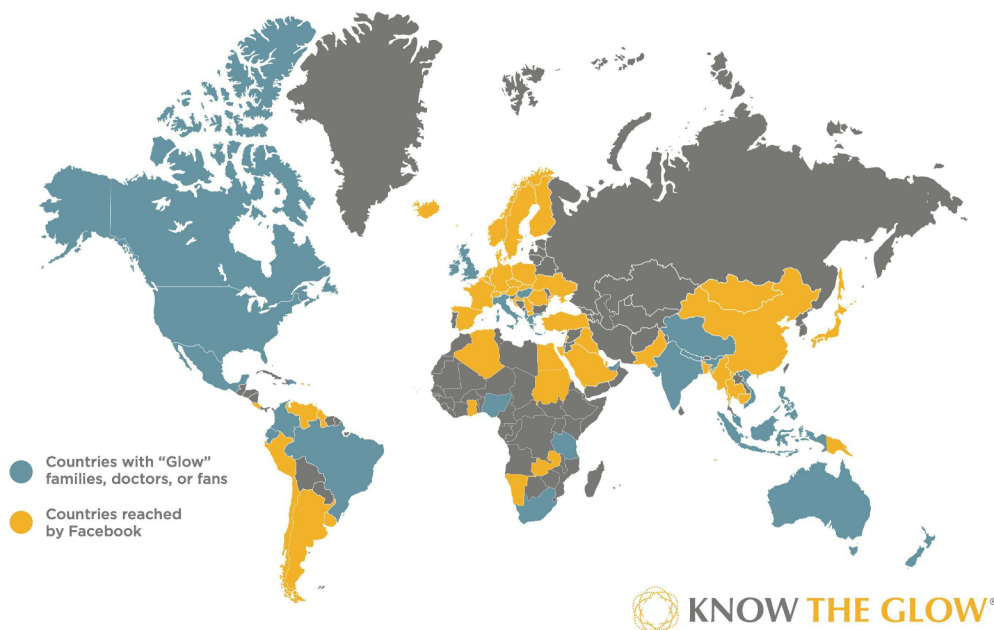 Countries with “Glow”
families, doctors, or fans
Countries reached
by Facebook
KNOW THE GLOW®